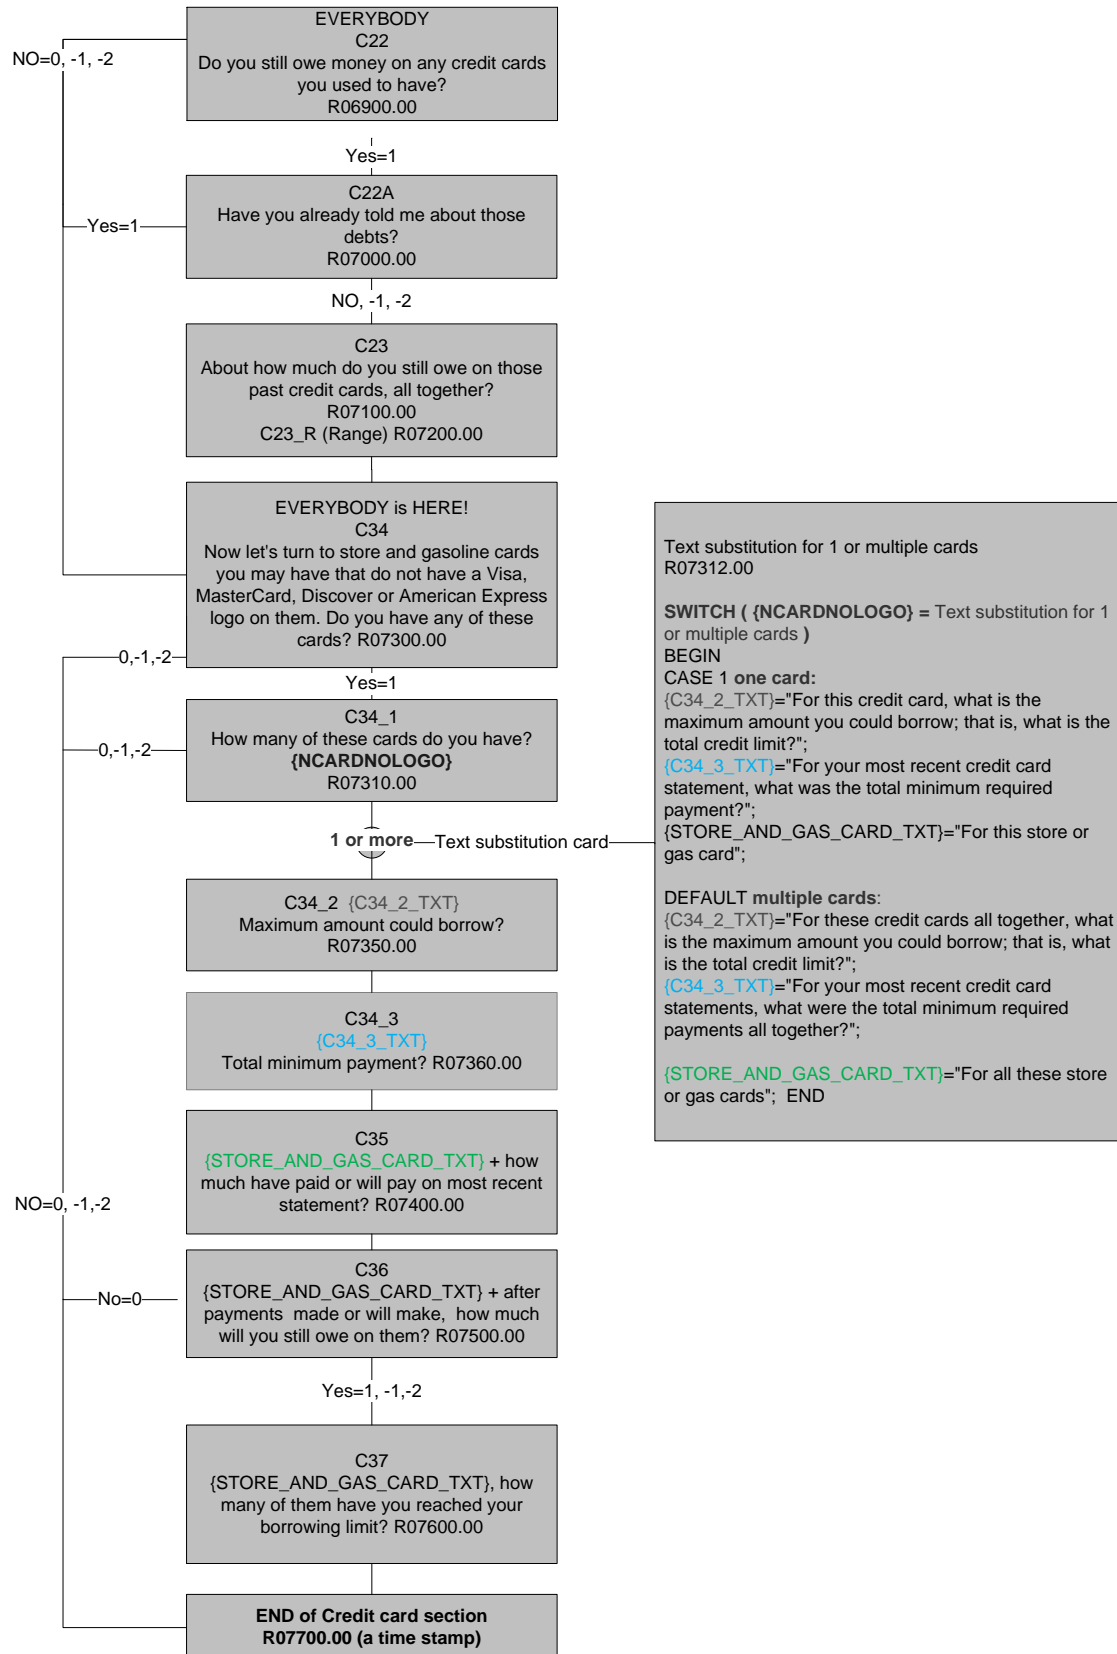 EVERYBODY
C22
Do you still owe money on any credit cards
you used to have?
R06900.00
NO=0, -1, -2
Yes=1
C22A
Have you already told me about those
debts?
R07000.00
Yes=1
NO, -1, -2
C23
About how much do you still owe on those
past credit cards, all together?
R07100.00
C23_R (Range) R07200.00
EVERYBODY is HERE!
C34
Now let's turn to store and gasoline cards
you may have that do not have a Visa,
MasterCard, Discover or American Express
logo on them. Do you have any of these
cards? R07300.00
0,-1,-2
Yes=1
C34_1
How many of these cards do you have?
{NCARDNOLOGO}
R07310.00
0,-1,-2
1 or more
Text substitution card
Text substitution for 1 or multiple cards
R07312.00
SWITCH ( {NCARDNOLOGO} = Text substitution for 1
or multiple cards )
BEGIN
CASE 1 one card:
{C34_2_TXT}="For this credit card, what is the
maximum amount you could borrow; that is, what is the
total credit limit?";
{C34_3_TXT}="For your most recent credit card
statement, what was the total minimum required
payment?";
{STORE_AND_GAS_CARD_TXT}="For this store or
gas card";
DEFAULT multiple cards:
{C34_2_TXT}="For these credit cards all together, what
is the maximum amount you could borrow; that is, what
is the total credit limit?";
{C34_3_TXT}="For your most recent credit card
statements, what were the total minimum required
payments all together?";
{STORE_AND_GAS_CARD_TXT}="For all these store
or gas cards";  END
C34_2  {C34_2_TXT}
Maximum amount could borrow?
R07350.00
C34_3
{C34_3_TXT}
Total minimum payment? R07360.00
C35
{STORE_AND_GAS_CARD_TXT} + how
much have paid or will pay on most recent
statement? R07400.00
NO=0, -1,-2
C36
{STORE_AND_GAS_CARD_TXT} + after
payments  made or will make,  how much
will you still owe on them? R07500.00
No=0
Yes=1, -1,-2
C37
{STORE_AND_GAS_CARD_TXT}, how
many of them have you reached your
borrowing limit? R07600.00
END of Credit card section
R07700.00 (a time stamp)